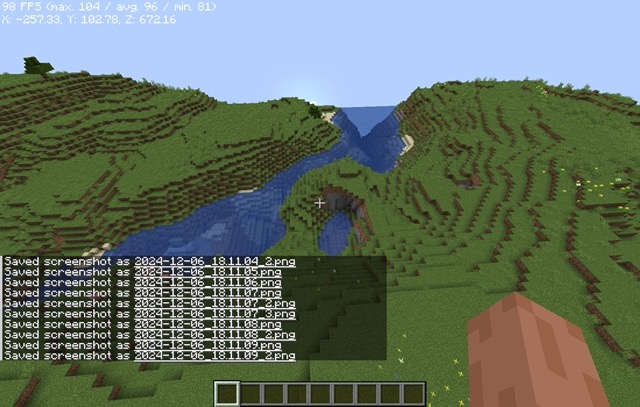 98 FPS (max. 104 / avg. 96 / min. 81)
X: -257.33, Y: 102.78, Z: 672.16
Saved screenshot as 2024-12-06_18.11.04_2.png
Saved screenshot as 2024-12-06_18.11.05.png
Saved screenshot as 2024-12-06_18.11.06.png
Saved screenshot as 2024-12-06_18.11.07.png
Saved screenshot as 2024-12-06_18.11.07_2.png
Saved screenshot as 2024-12-06_18.11.07_3.png
Saved screenshot as 2024-12-06_18.11.08.png
Saved screenshot as 2024-12-06_18.11.08_2.png
Saved screenshot as 2024-12-06_18.11.09.png
Saved screenshot as 2024-12-06_18.11.09_2.png